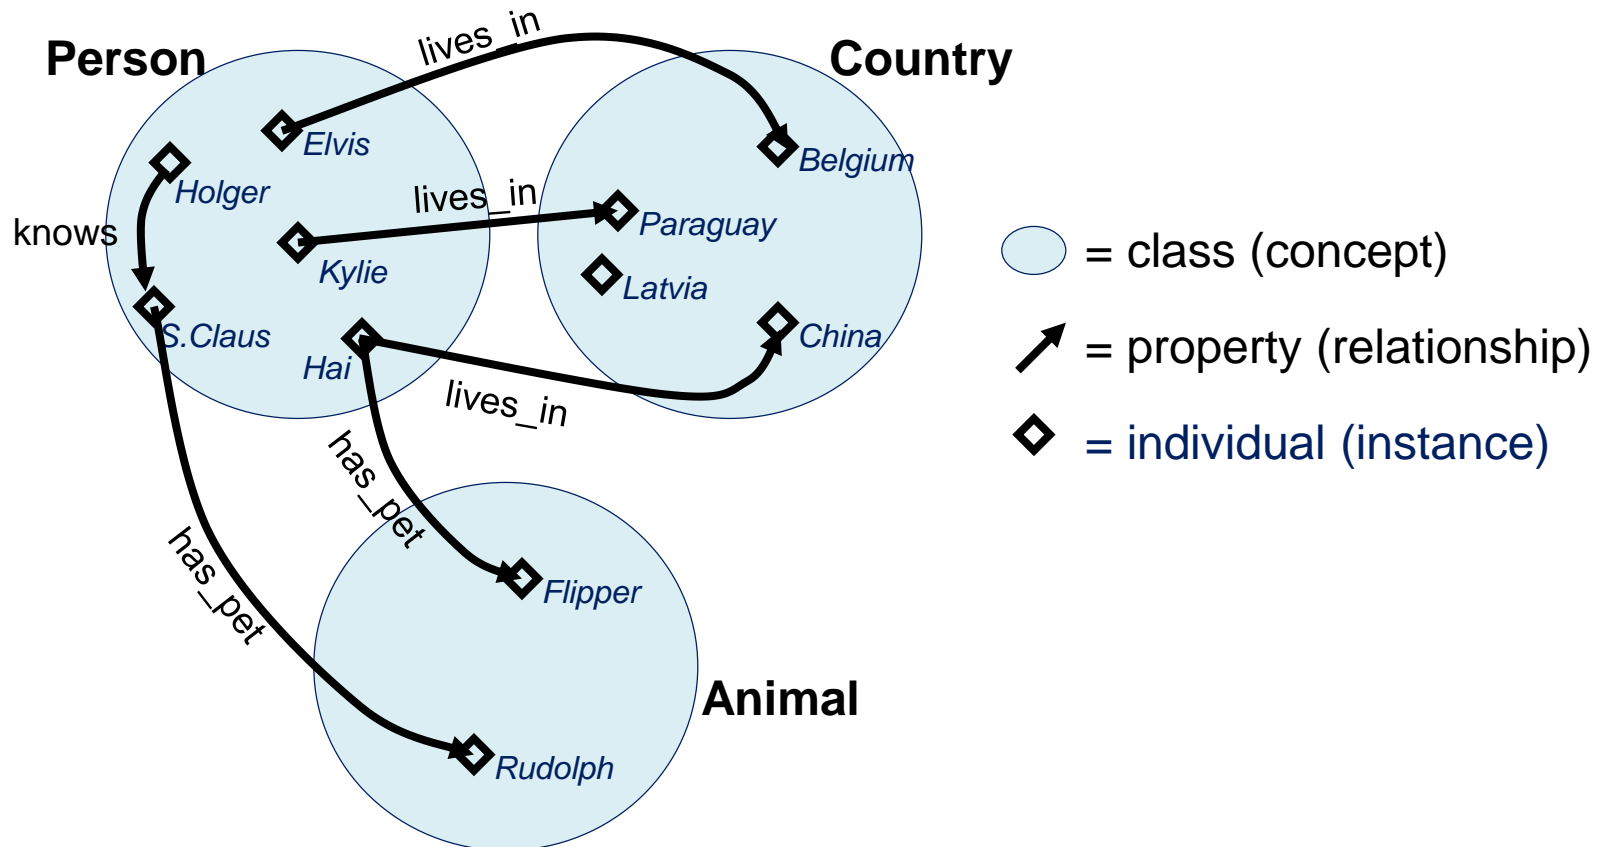 Person
lives_in
Country
Elvis
Belgium
Holger
lives_in
Paraguay
knows
Kylie
Latvia
S.Claus
Hai
China
lives_in
has_pet
has_pet
Flipper
Animal
Rudolph
= class (concept)
= property (relationship)
= individual (instance)